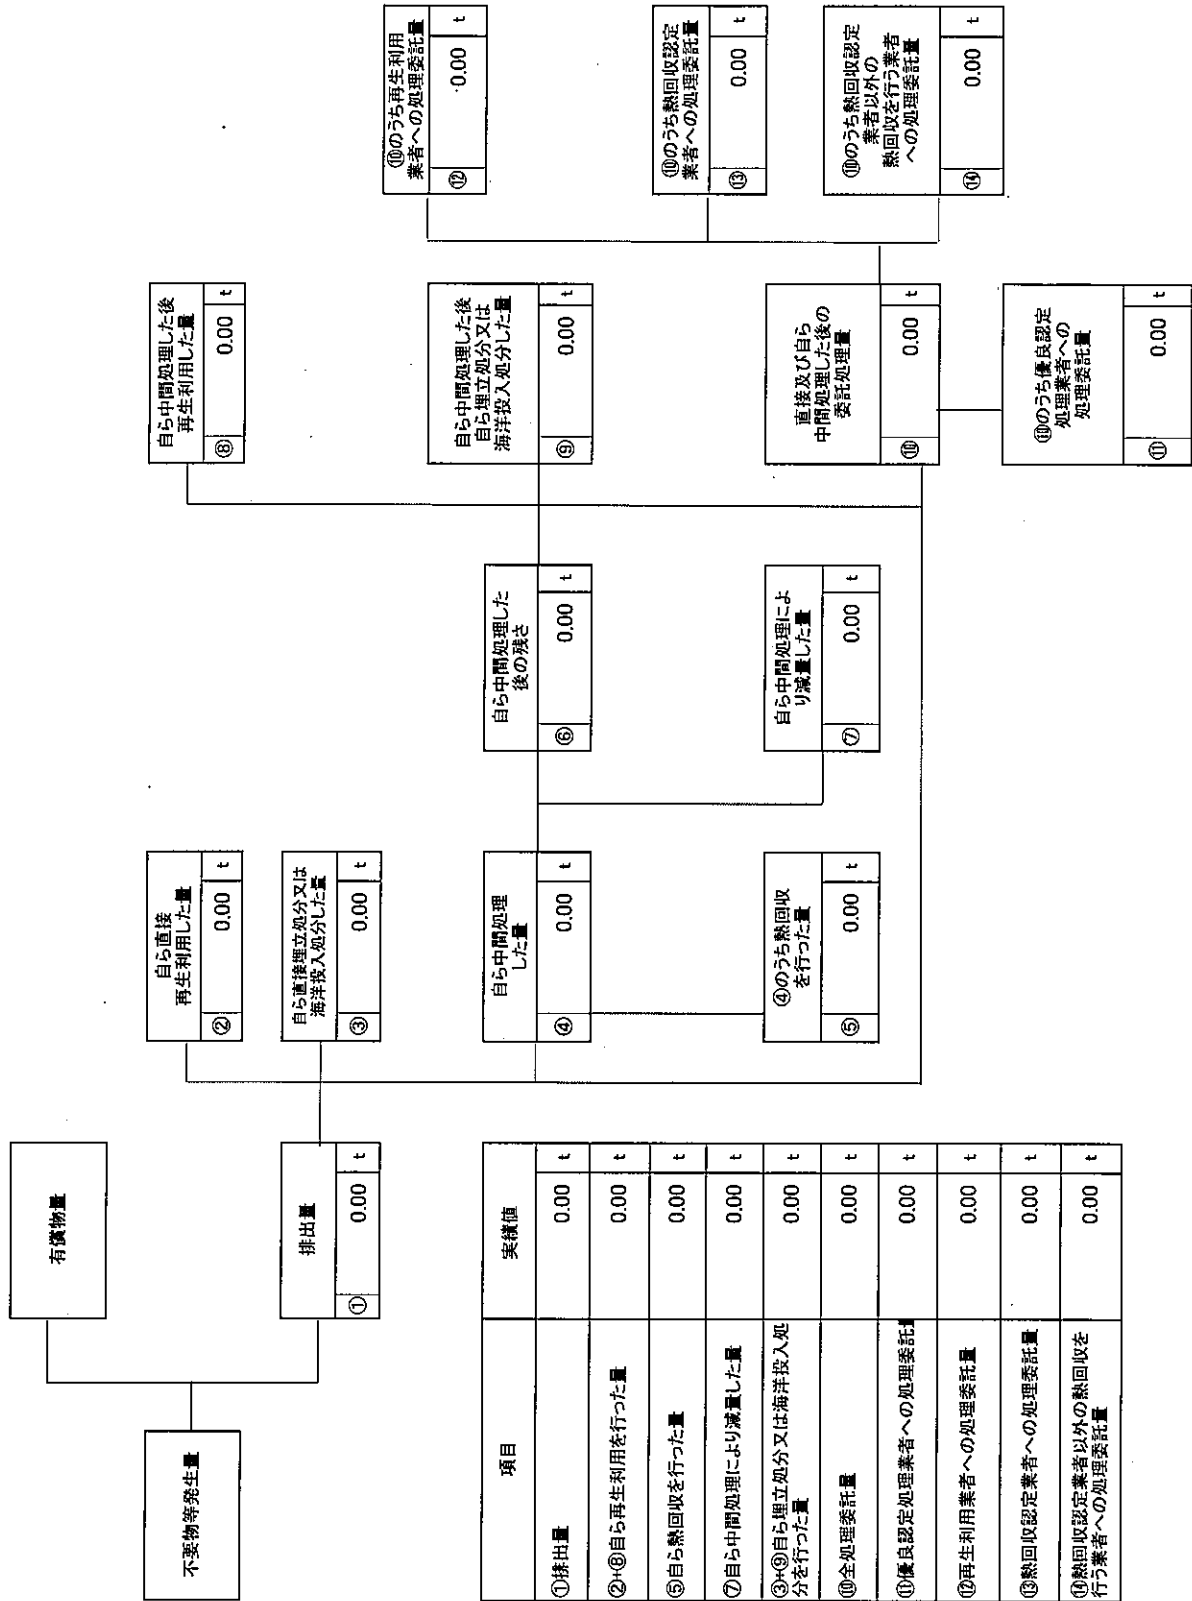 不要物等発生量
有償物量
排出量
① 0.00 t
自ら直接
再生利用した量
② 0.00 t
自ら直接埋立処分又は
海洋投入処分した量
③ 0.00 t
自ら中間処理
した量
④ 0.00 t
④のうち熱回収
を行った量
⑤ 0.00 t
自ら中間処理した
後の残さ
⑥ 0.00 t
自ら中間処理によ
り減量した量
⑦ 0.00 t
自ら中間処理した後
再生利用した量
⑧ 0.00 t
自ら中間処理した後
自ら埋立処分又は
海洋投入処分した量
⑨ 0.00 t
直接及び自ら
中間処理した後の
委託処理量
⑩ 0.00 t
⑩のうち優良認定
処理業者への
処理委託量
⑪ 0.00 t
⑩のうち再生利用
業者への処理委託量
⑫ 0.00 t
⑩のうち熱回収認定
業者への処理委託量
⑬ 0.00 t
⑩のうち熱回収認定
業者以外の
熱回収を行う業者
への処理委託量
⑭ 0.00 t
項目 実績値
①排出量 0.00 t
②+⑧自ら再生利用を行った量 0.00 t
⑤自ら熱回収を行った量 0.00 t
⑦自ら中間処理により減量した量 0.00 t
③+⑨自ら埋立処分又は海洋投入処
分を行った量 0.00 t
⑩全処理委託量 0.00 t
⑪優良認定処理業者への処理委託量 0.00 t
⑫再生利用業者への処理委託量 0.00 t
⑬熱回収認定業者への処理委託量 0.00 t
⑭熱回収認定業者以外の熱回収を
行う業者への処理委託量 0.00 t